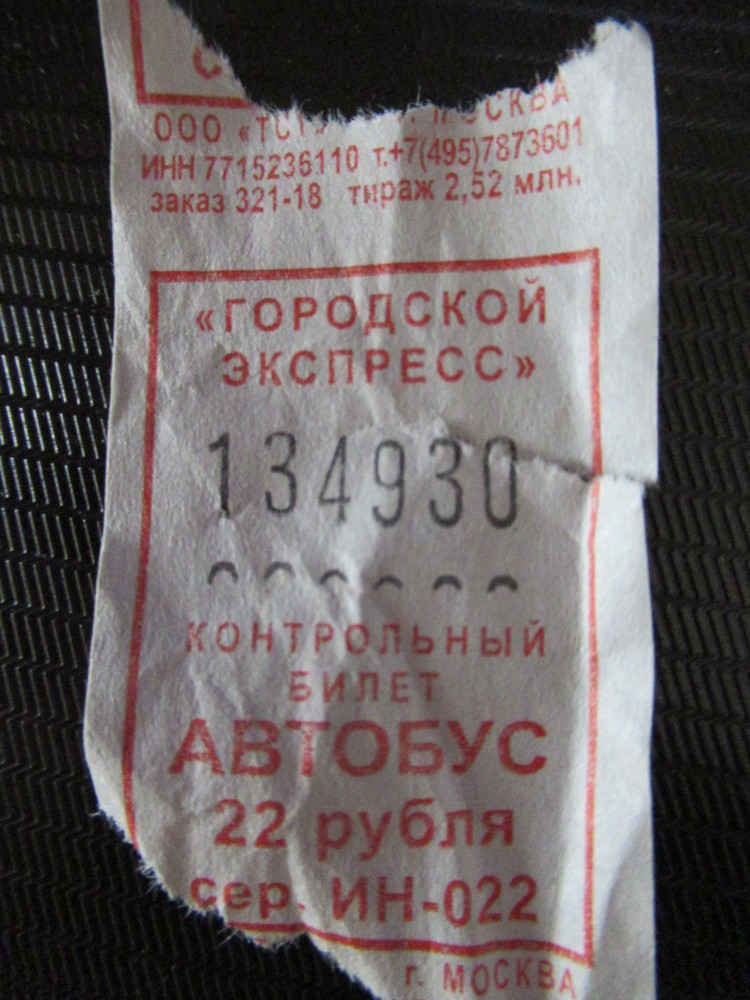 ООО «ТСТ» МОСКВА
ИНН 7715236110 т.+7(495)7873601
заказ 321-18 тираж 2,52 млн.
«ГОРОДСКОЙ
ЭКСПРЕСС»
134930
КОНТРОЛЬНЫЙ
БИЛЕТ
АВТОБУС
22 рубля
сер. ИН-022
г. МОСКВА